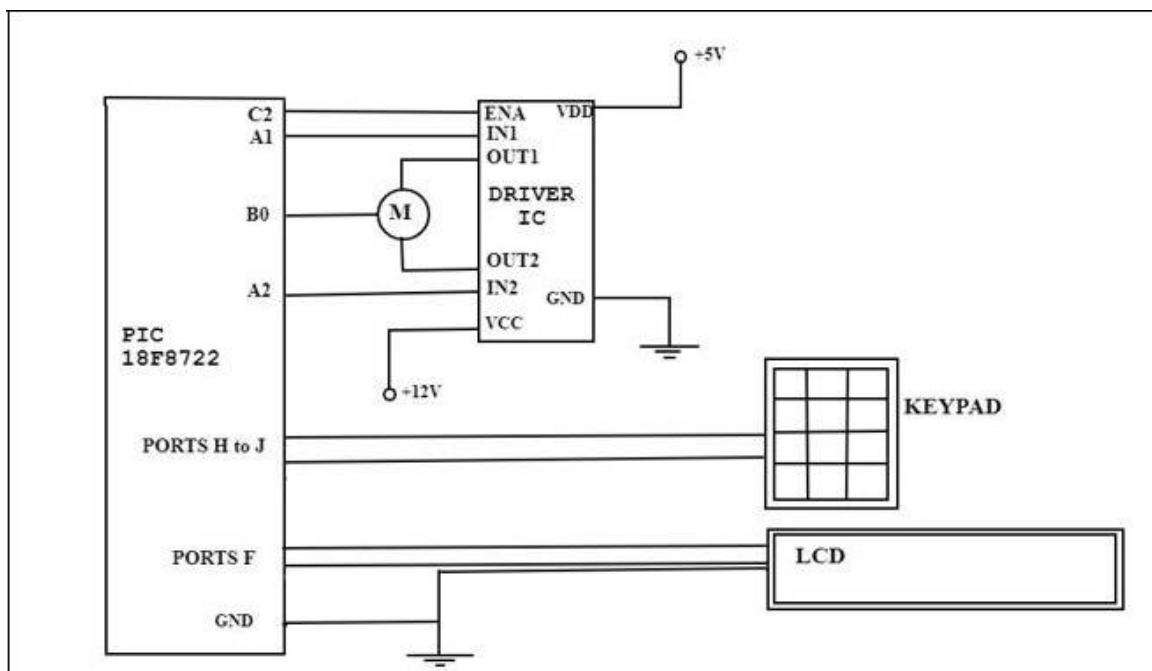 +5V
C2
A1
ENA
VDD
IN1
OUT1
DRIVER
IC
B0
M
OUT2
A2
IN2
GND
VCC
PIC
18F8722
+12V
KEYPAD
PORTS H to J
PORTS F
LCD
GND